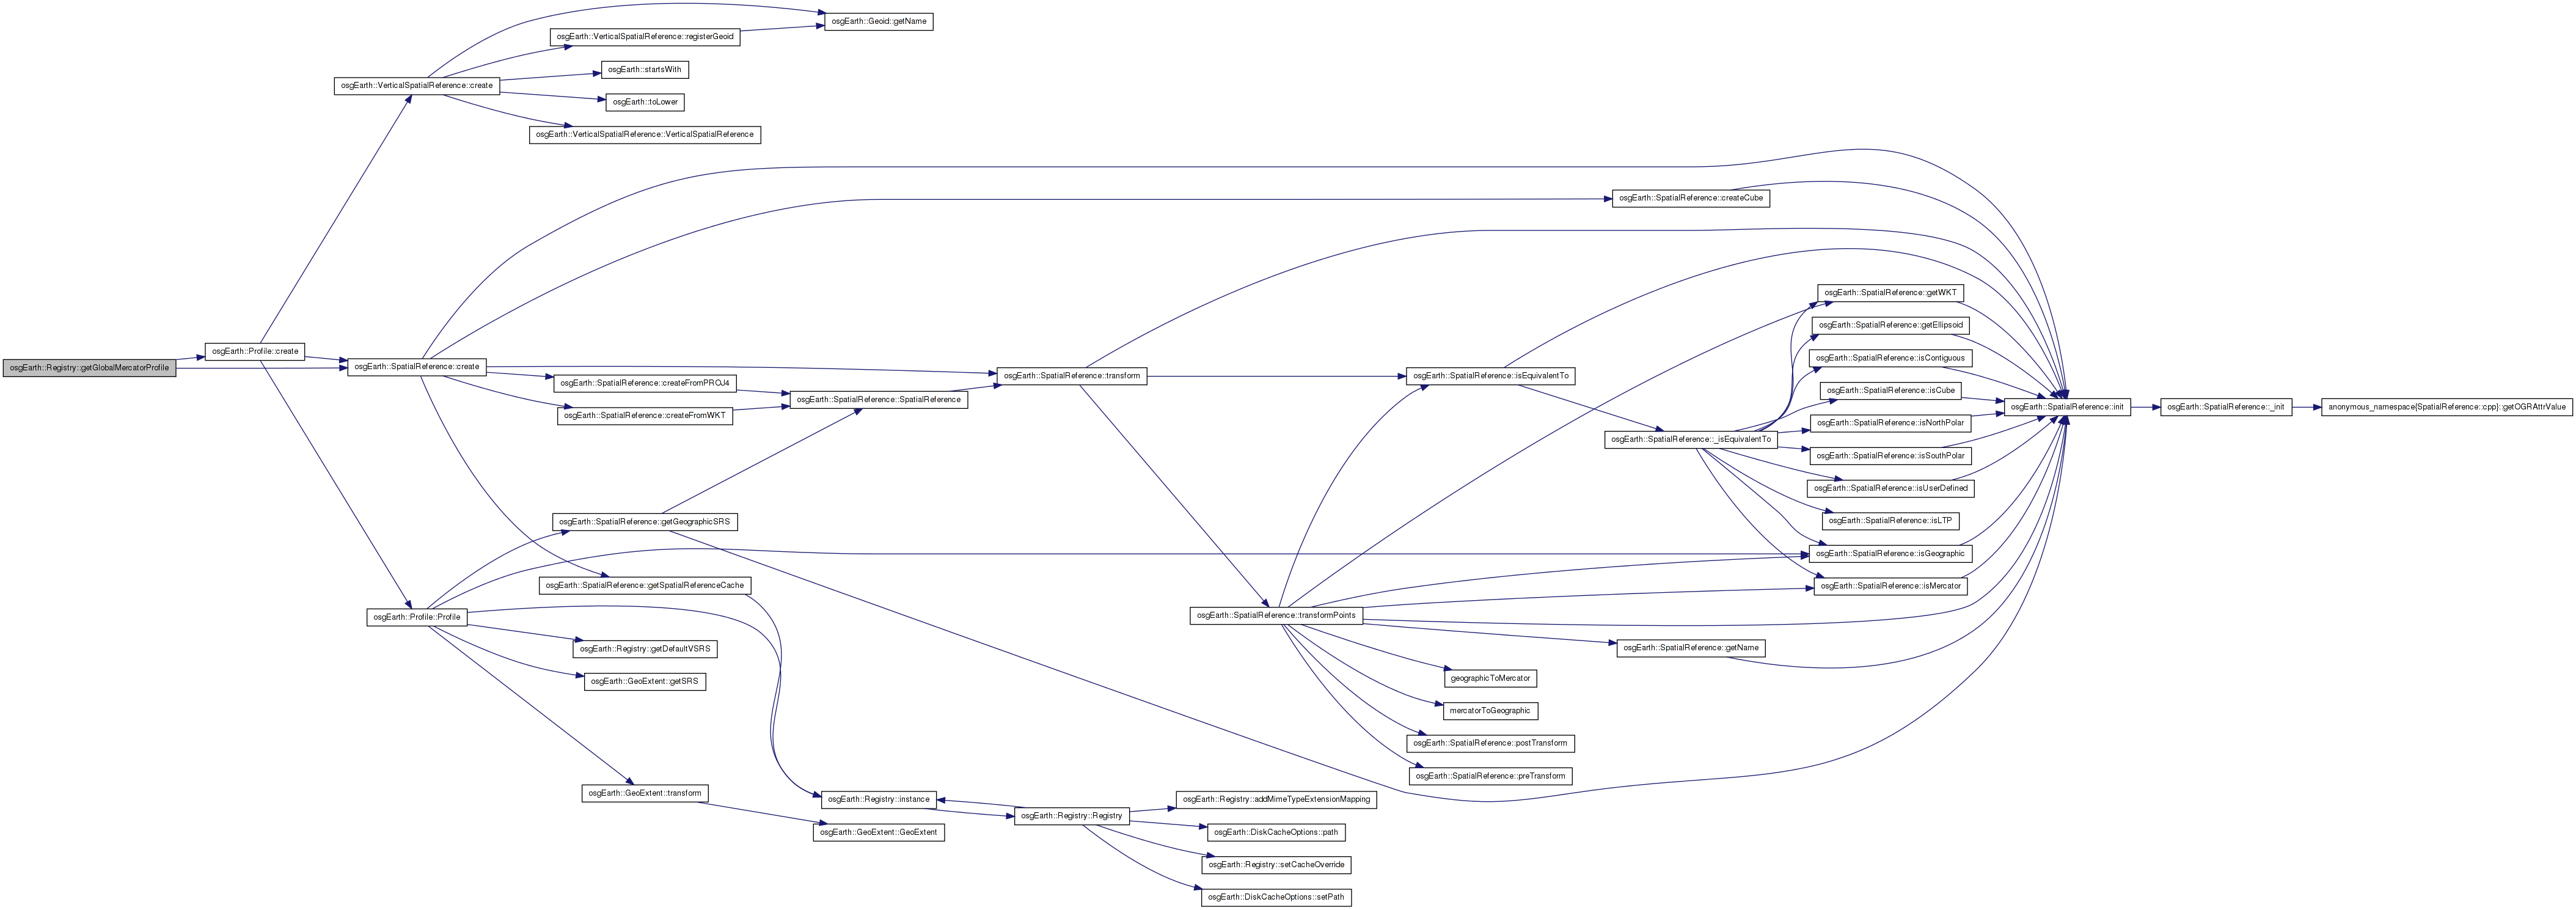 osgEarth::Registry::getGlobalMercatorProfile
osgEarth::Profile::create
osgEarth::VerticalSpatialReference::create
osgEarth::Geoid::getName
osgEarth::VerticalSpatialReference::registerGeoid
osgEarth::startsWith
osgEarth::toLower
osgEarth::VerticalSpatialReference::VerticalSpatialReference
osgEarth::SpatialReference::create
osgEarth::SpatialReference::createFromPROJ4
osgEarth::SpatialReference::createFromWKT
osgEarth::SpatialReference::SpatialReference
osgEarth::SpatialReference::transform
osgEarth::SpatialReference::createCube
osgEarth::SpatialReference::isEquivalentTo
osgEarth::SpatialReference::_isEquivalentTo
osgEarth::SpatialReference::getWKT
osgEarth::SpatialReference::getEllipsoid
osgEarth::SpatialReference::isContiguous
osgEarth::SpatialReference::isCube
osgEarth::SpatialReference::isNorthPolar
osgEarth::SpatialReference::isSouthPolar
osgEarth::SpatialReference::isUserDefined
osgEarth::SpatialReference::isLTP
osgEarth::SpatialReference::isGeographic
osgEarth::SpatialReference::isMercator
osgEarth::SpatialReference::init
osgEarth::SpatialReference::_init
anonymous_namespace{SpatialReference::cpp}::getOGRAttrValue
osgEarth::SpatialReference::getGeographicSRS
osgEarth::SpatialReference::getSpatialReferenceCache
osgEarth::Profile::Profile
osgEarth::Registry::getDefaultVSRS
osgEarth::GeoExtent::getSRS
osgEarth::GeoExtent::transform
osgEarth::SpatialReference::transformPoints
osgEarth::SpatialReference::getName
geographicToMercator
mercatorToGeographic
osgEarth::SpatialReference::postTransform
osgEarth::SpatialReference::preTransform
osgEarth::Registry::instance
osgEarth::GeoExtent::GeoExtent
osgEarth::Registry::Registry
osgEarth::Registry::addMimeTypeExtensionMapping
osgEarth::DiskCacheOptions::path
osgEarth::Registry::setCacheOverride
osgEarth::DiskCacheOptions::setPath